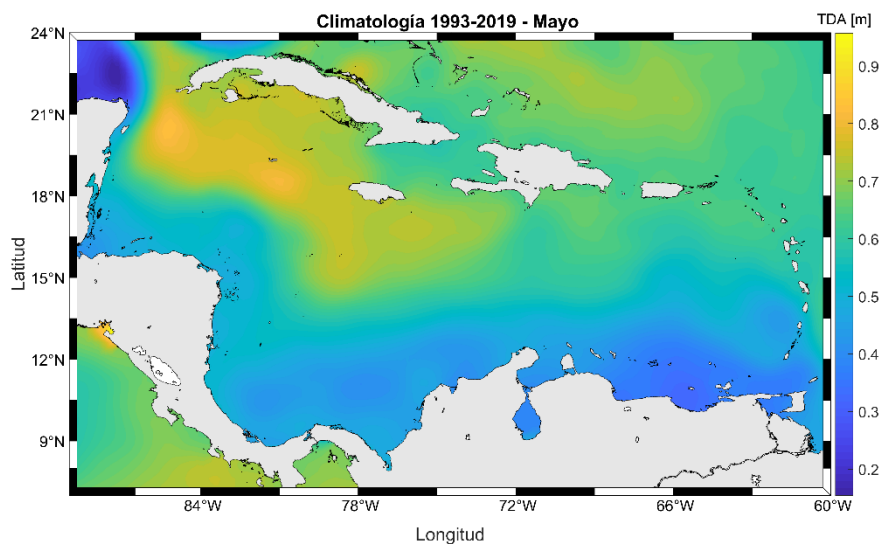 Climatología 1993-2019 - Mayo
TDA [m]
24°N
21°N
18°N
15°N
12°N
9°N
Latitud
84°W
78°W
72°W
66°W
60°W
Longitud
0.9
0.8
0.7
0.6
0.5
0.4
0.3
0.2